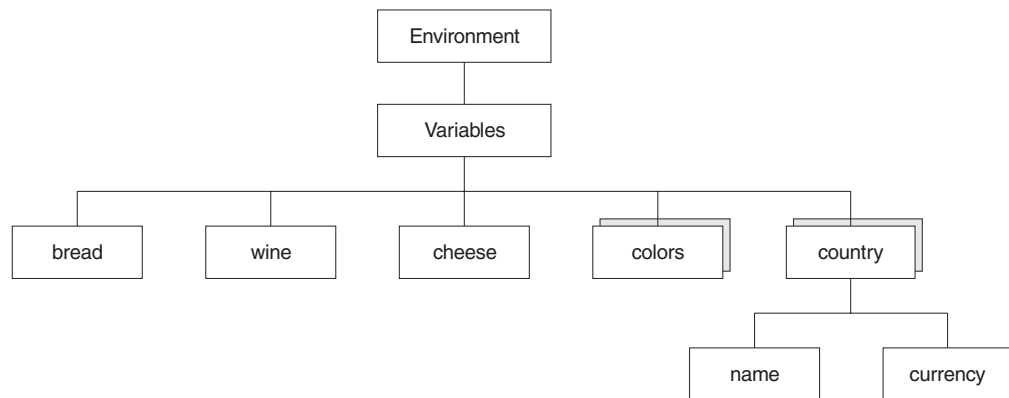 Environment
Variables
bread
wine
cheese
colors
country
name
currency